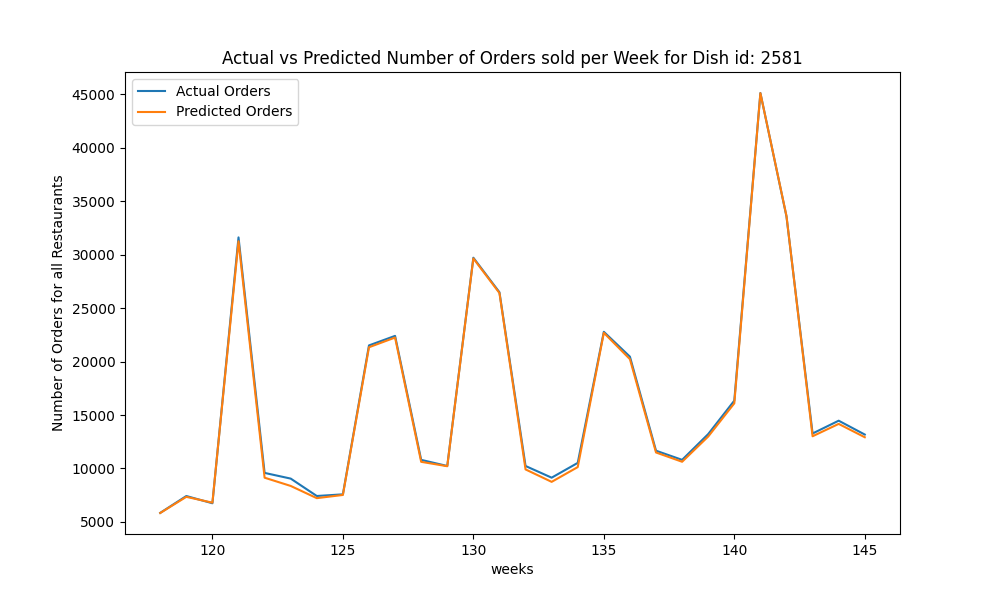 Actual vs Predicted Number of Orders sold per Week for Dish id: 2581
Actual Orders
Predicted Orders
Number of Orders for all Restaurants
45000
40000
35000
30000
25000
20000
15000
10000
5000
120 125 130 135 140 145
weeks